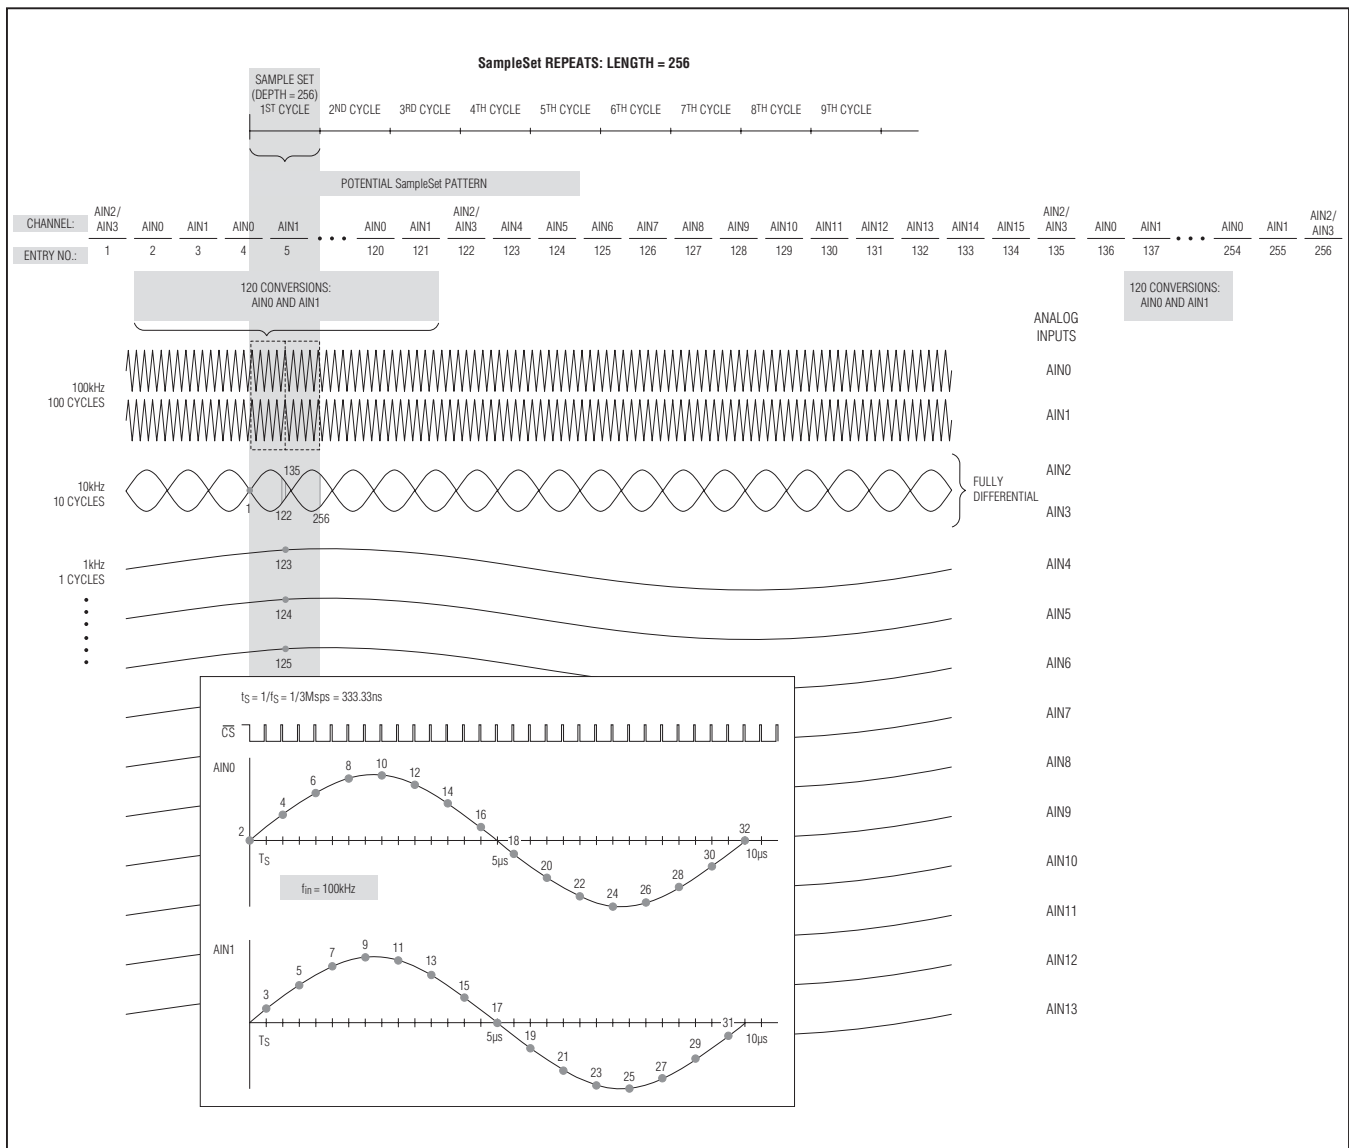 SampleSet REPEATS: LENGTH = 256
SAMPLE SET
(DEPTH = 256)
1ST CYCLE 2ND CYCLE 3RD CYCLE 4TH CYCLE 5TH CYCLE 6TH CYCLE 7TH CYCLE 8TH CYCLE 9TH CYCLE
POTENTIAL SampleSet PATTERN
CHANNEL: AIN2/AIN3 AIN0 AIN1 AIN0 AIN1 • • • AIN0 AIN1 AIN2/AIN3 AIN4 AIN5 AIN6 AIN7 AIN8 AIN9 AIN10 AIN11 AIN12 AIN13 AIN14 AIN15 AIN2/AIN3 AIN0 AIN1 • • • AIN0 AIN1 AIN2/AIN3
ENTRY NO.: 1 2 3 4 5 120 121 122 123 124 125 126 127 128 129 130 131 132 133 134 135 136 137 254 255 256
120 CONVERSIONS:
AIN0 AND AIN1
120 CONVERSIONS:
AIN0 AND AIN1
ANALOG
INPUTS
100kHz
100 CYCLES
AIN0
AIN1
10kHz
10 CYCLES
135
1
122
256
FULLY
DIFFERENTIAL
AIN2
AIN3
1kHz
1 CYCLES
123
AIN4
124
AIN5
125
AIN6
AIN7
AIN8
AIN9
AIN10
AIN11
AIN12
AIN13
tS = 1/fS = 1/3Msps = 333.33ns
CS
AIN0
2 4 6 8 10 12 14 16 18 20 22 24 26 28 30 32
TS
5µs
10µs
fin = 100kHz
AIN1
3 5 7 9 11 13 15 17 19 21 23 25 27 29 31
TS
5µs
10µs